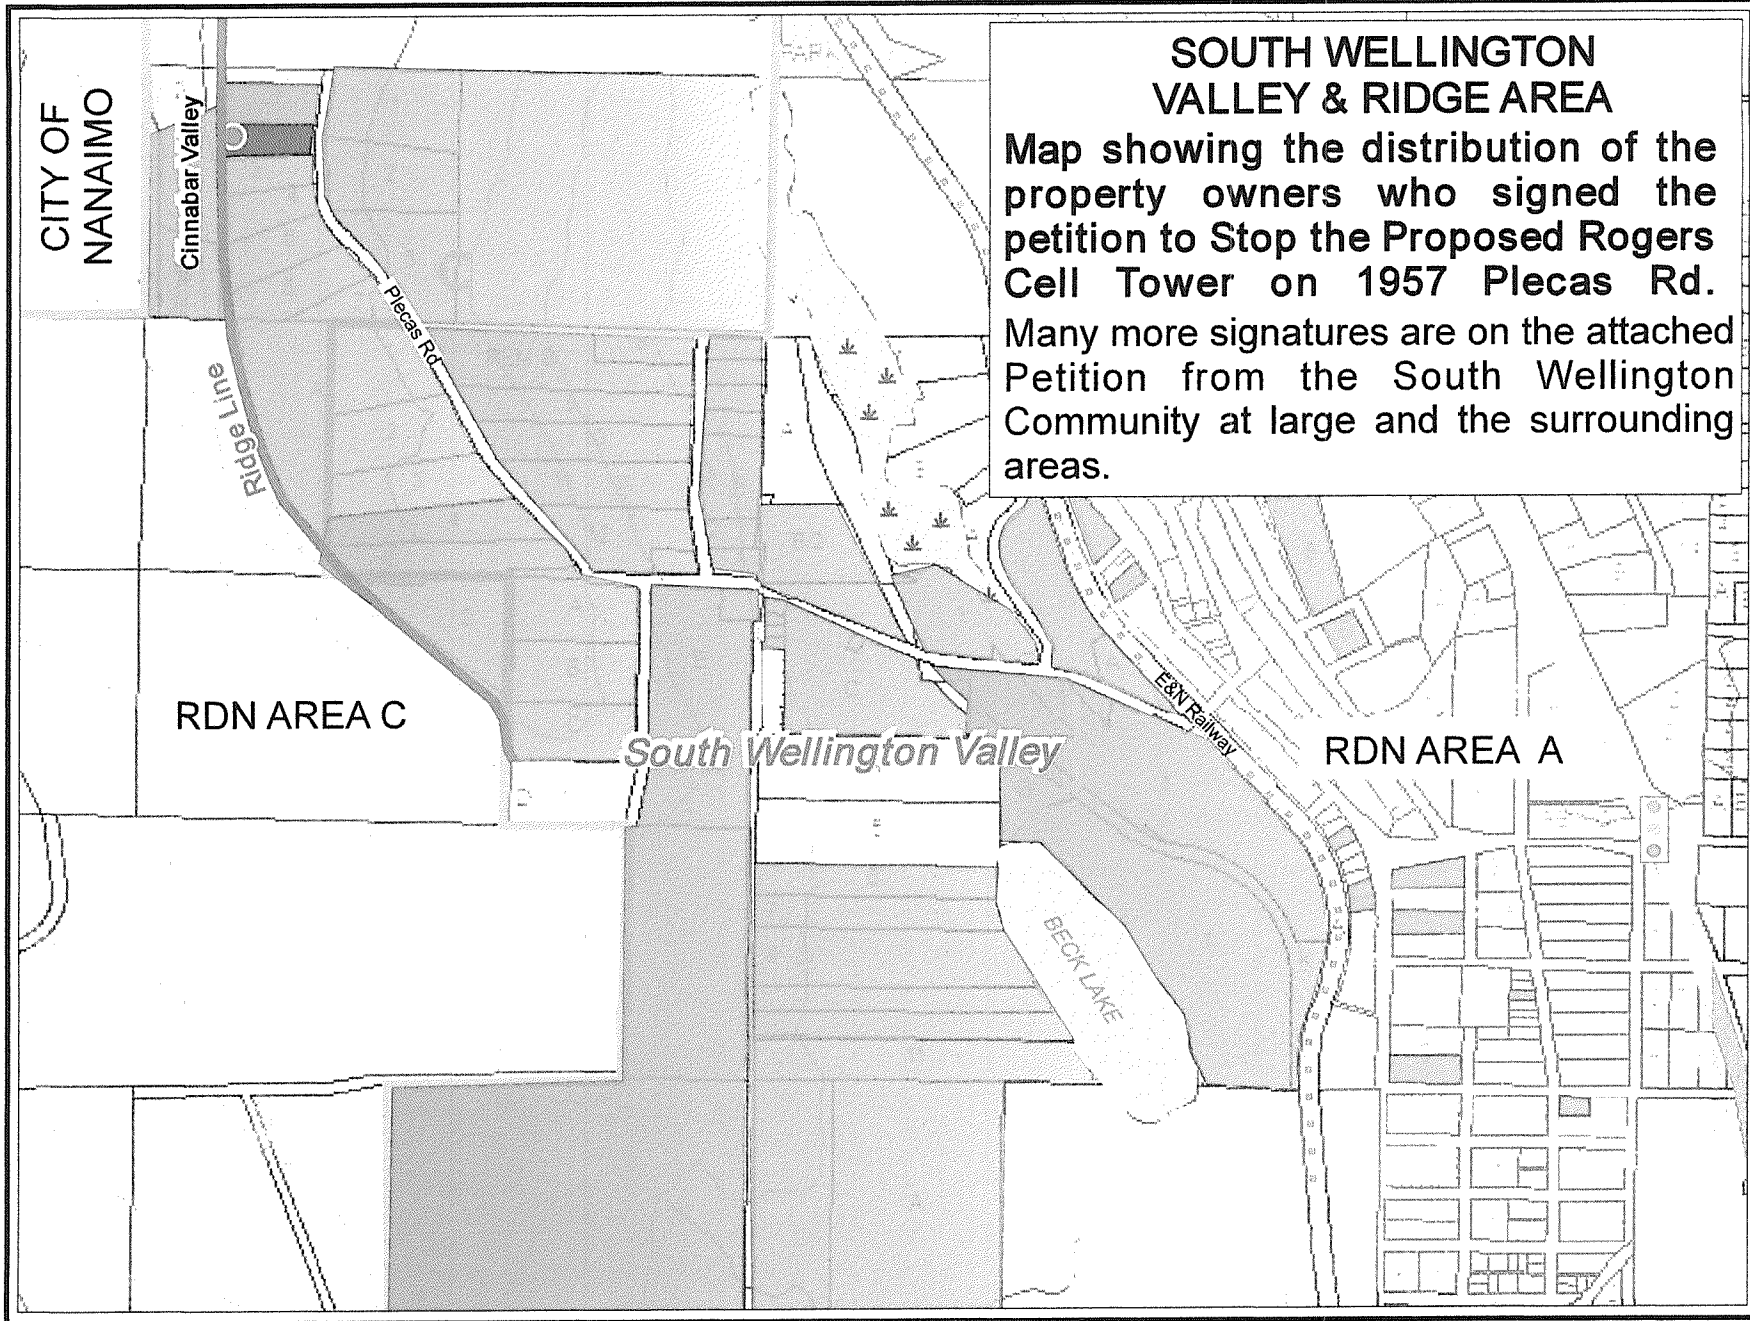 SOUTH WELLINGTON
VALLEY & RIDGE AREA
Map showing the distribution of the
property owners who signed the
petition to Stop the Proposed Rogers
Cell Tower on 1957 Plecas Rd.
Many more signatures are on the attached
Petition from the South Wellington
Community at large and the surrounding
areas.
CITY OF
NANAIMO
Cinnabar Valley
PARK
Plecas Rd
Ridge Line
RDN AREA C
South Wellington Valley
E&N Railway
RDN AREA A
BECK LAKE